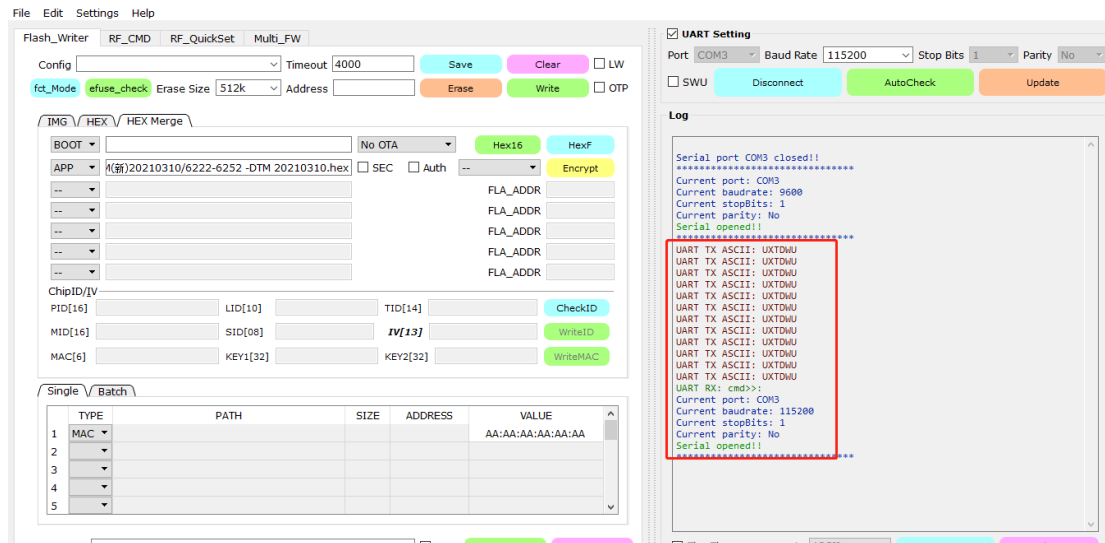 File Edit Settings Help
Flash_Writer RF_CMD RF_QuickSet Multi_FW
Config Timeout 4000 Save Clear LW
fct_Mode efuse_check Erase Size 512k Address Erase Write OTP
IMG HEX HEX Merge
BOOT No OTA Hex16 HexF
APP (新)20210310/6222-6252 -DTM 20210310.hex SEC Auth -- Encrypt
-- FLA_ADDR
-- FLA_ADDR
-- FLA_ADDR
-- FLA_ADDR
-- FLA_ADDR
ChipID/IV
PID[16] LID[10] TID[14] CheckID
MID[16] SID[08] IV[13] WriteID
MAC[6] KEY1[32] KEY2[32] WriteMAC
Single Batch
TYPE PATH SIZE ADDRESS VALUE
1 MAC AA:AA:AA:AA:AA:AA
2
3
4
5
UART Setting
Port COM3 Baud Rate 115200 Stop Bits 1 Parity No
SWU Disconnect AutoCheck Update
Log
Serial port COM3 closed!!
*******************************
Current port: COM3
Current baudrate: 9600
Current stopBits: 1
Current parity: No
Serial opened!!
*******************************
UART TX ASCII: UXTDWU
UART TX ASCII: UXTDWU
UART TX ASCII: UXTDWU
UART TX ASCII: UXTDWU
UART TX ASCII: UXTDWU
UART TX ASCII: UXTDWU
UART TX ASCII: UXTDWU
UART TX ASCII: UXTDWU
UART TX ASCII: UXTDWU
UART TX ASCII: UXTDWU
UART TX ASCII: UXTDWU
UART TX ASCII: UXTDWU
UART RX: cmd>>:
Current port: COM3
Current baudrate: 115200
Current stopBits: 1
Current parity: No
Serial opened!!
*******************************